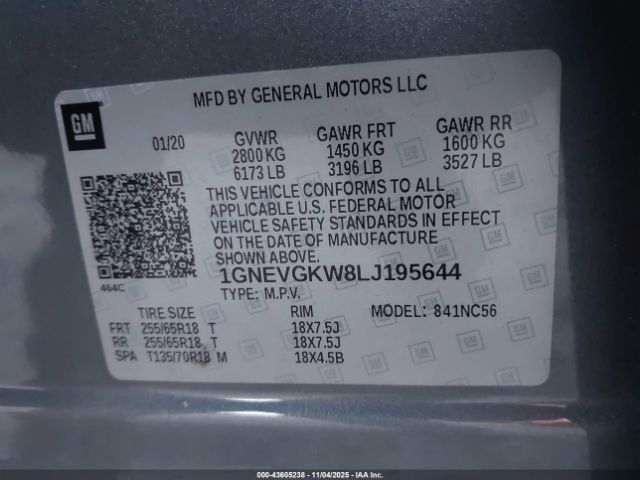 MFD BY GENERAL MOTORS LLC
GM
01/20
GVWR GAWR FRT GAWR RR
2800 KG 1450 KG 1600 KG
6173 LB 3196 LB 3527 LB
THIS VEHICLE CONFORMS TO ALL
APPLICABLE U.S. FEDERAL MOTOR
VEHICLE SAFETY STANDARDS IN EFFECT
ON THE DATE OF MANUFACTURE
SHOWN ABOVE.
464C
1GNEVGKW8LJ195644
TYPE: M.P.V.
TIRE SIZE RIM MODEL: 841NC56
FRT 255/65R18 T 18X7.5J
RR 255/65R18 T 18X7.5J
SPA T135/70R18 M 18X4.5B
000-43605238 - 11/04/2025 - IAAI.COM